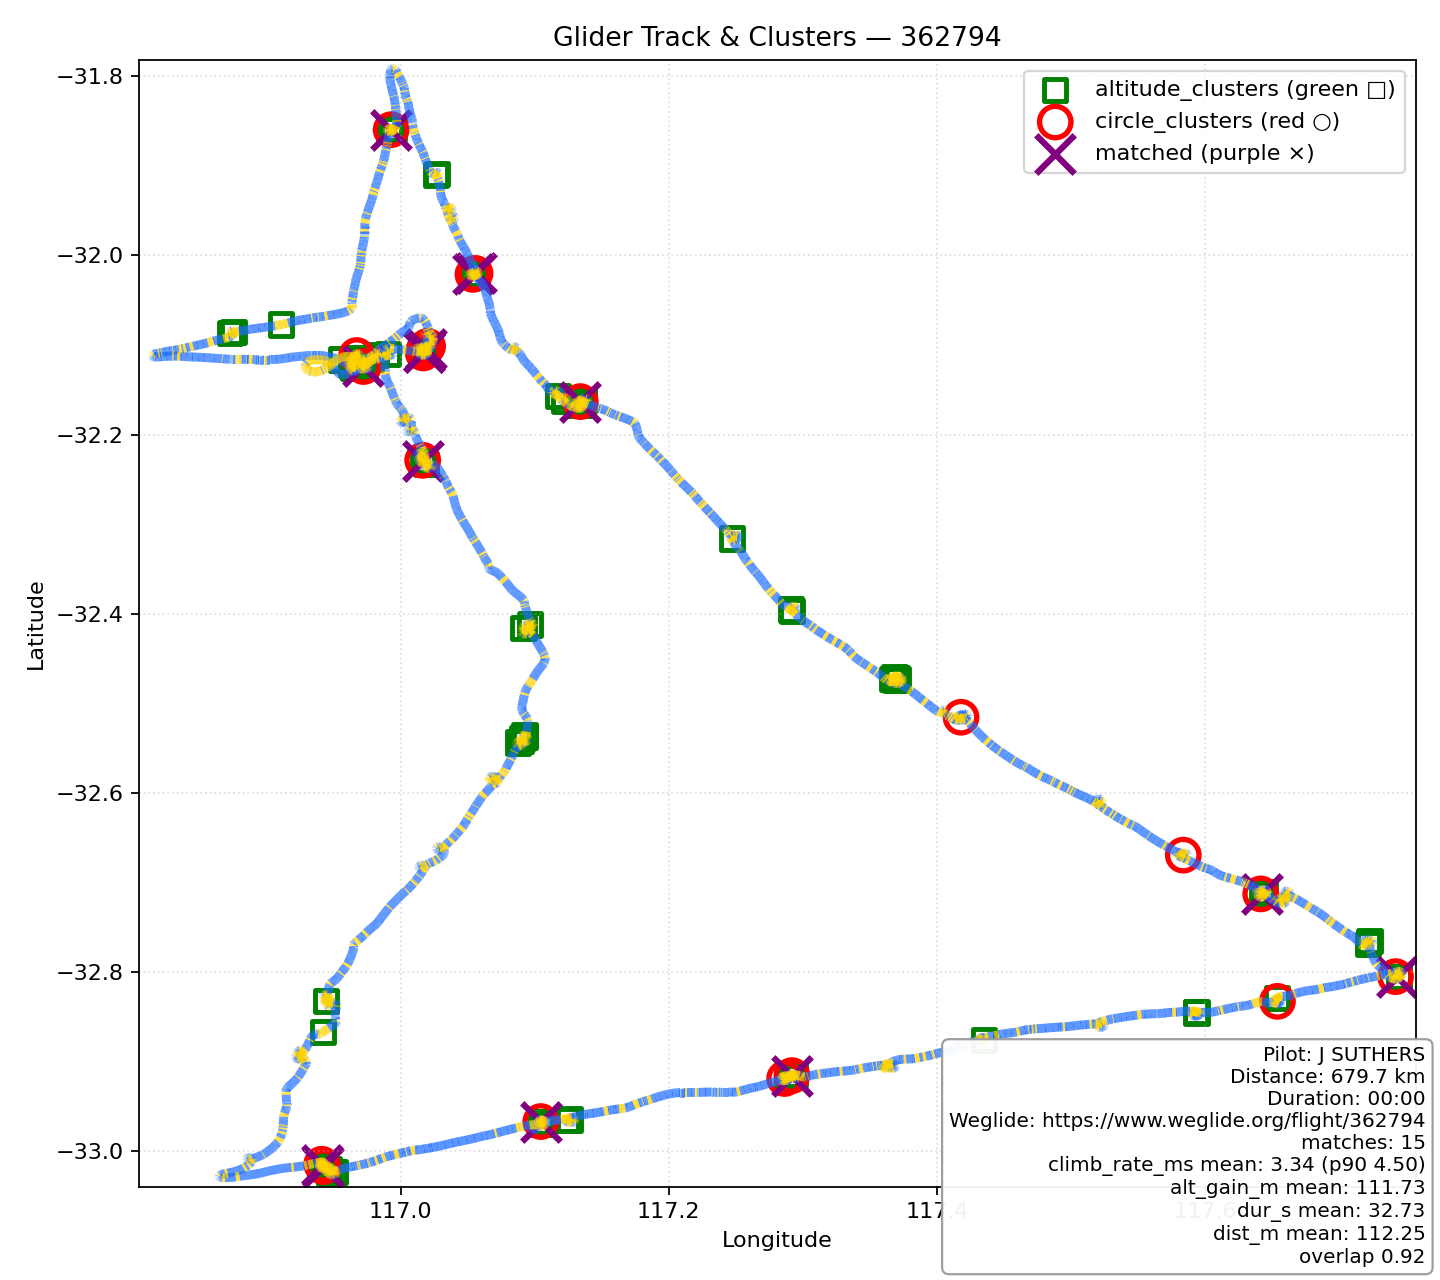 Glider Track & Clusters — 362794
altitude_clusters (green □)
circle_clusters (red ○)
matched (purple ×)
−31.8
−32.0
−32.2
−32.4
−32.6
−32.8
−33.0
Latitude
117.0
117.2
117.4
117.6
Longitude
Pilot: J SUTHERS
Distance: 679.7 km
Duration: 00:00
Weglide: https://www.weglide.org/flight/362794
matches: 15
climb_rate_ms mean: 3.34 (p90 4.50)
alt_gain_m mean: 111.73
dur_s mean: 32.73
dist_m mean: 112.25
overlap 0.92